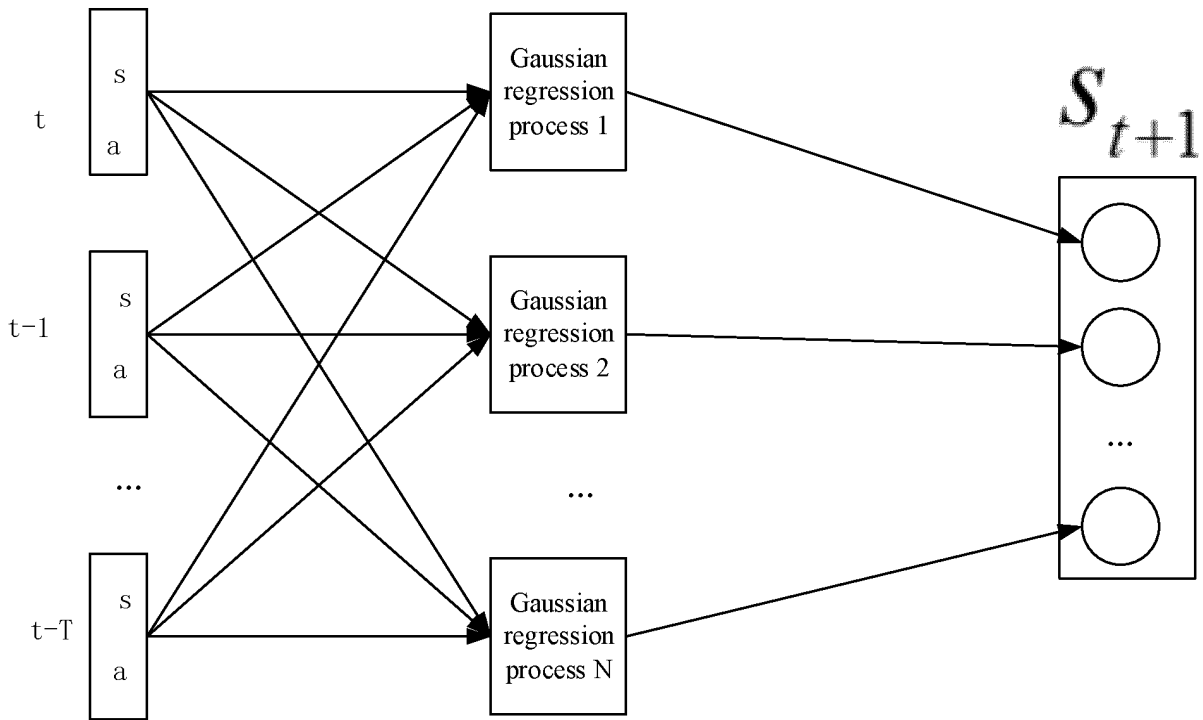 s
a
t
Gaussian
regression
process 1
S t+1
s
a
t-1
Gaussian
regression
process 2
...
...
...
s
a
t-T
Gaussian
regression
process N